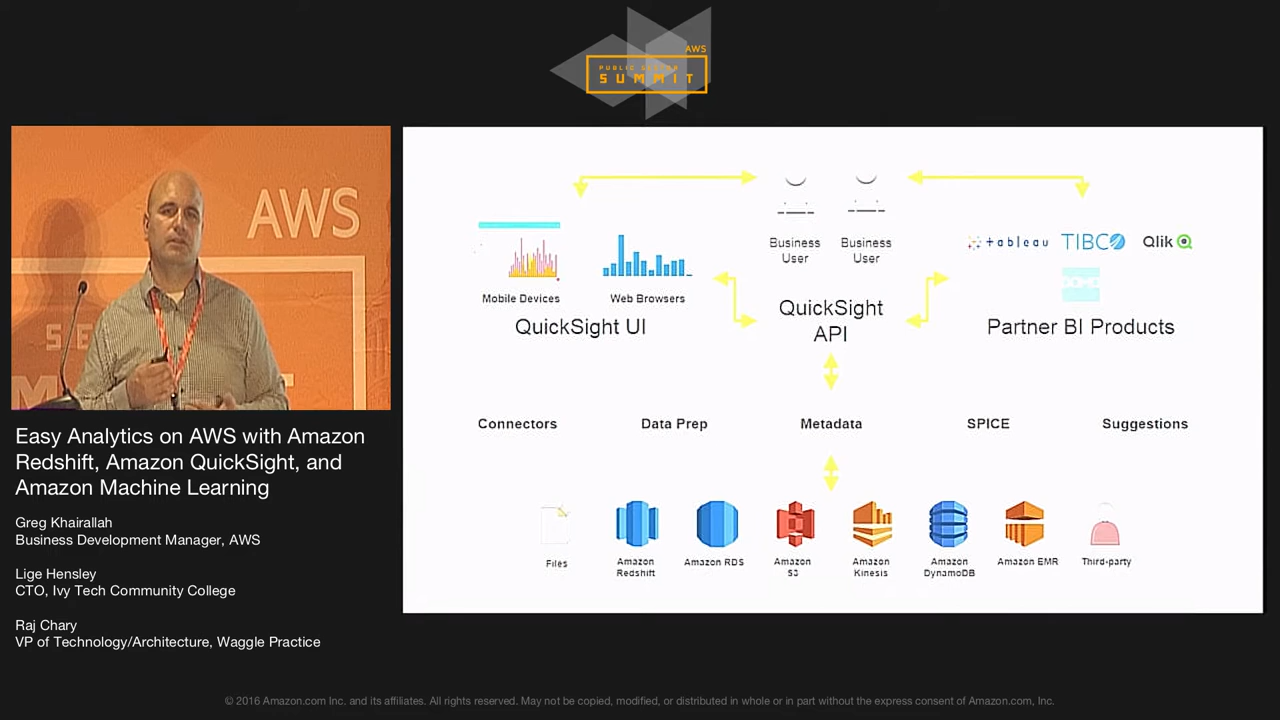 AWS
PUBLIC SECTOR
SUMMIT
AWS
Easy Analytics on AWS with Amazon
Redshift, Amazon QuickSight, and
Amazon Machine Learning
Greg Khairallah
Business Development Manager, AWS
Lige Hensley
CTO, Ivy Tech Community College
Raj Chary
VP of Technology/Architecture, Waggle Practice
Business
User
Business
User
Mobile Devices
Web Browsers
QuickSight UI
QuickSight
API
tableau
TIBCO
Qlik
DOMO
Partner BI Products
Connectors
Data Prep
Metadata
SPICE
Suggestions
Files
Amazon
Redshift
Amazon RDS
Amazon
S3
Amazon
Kinesis
Amazon
DynamoDB
Amazon EMR
Third-party
© 2016 Amazon.com Inc. and its affiliates. All rights reserved. May not be copied, modified, or distributed in whole or in part without the express consent of Amazon.com, Inc.